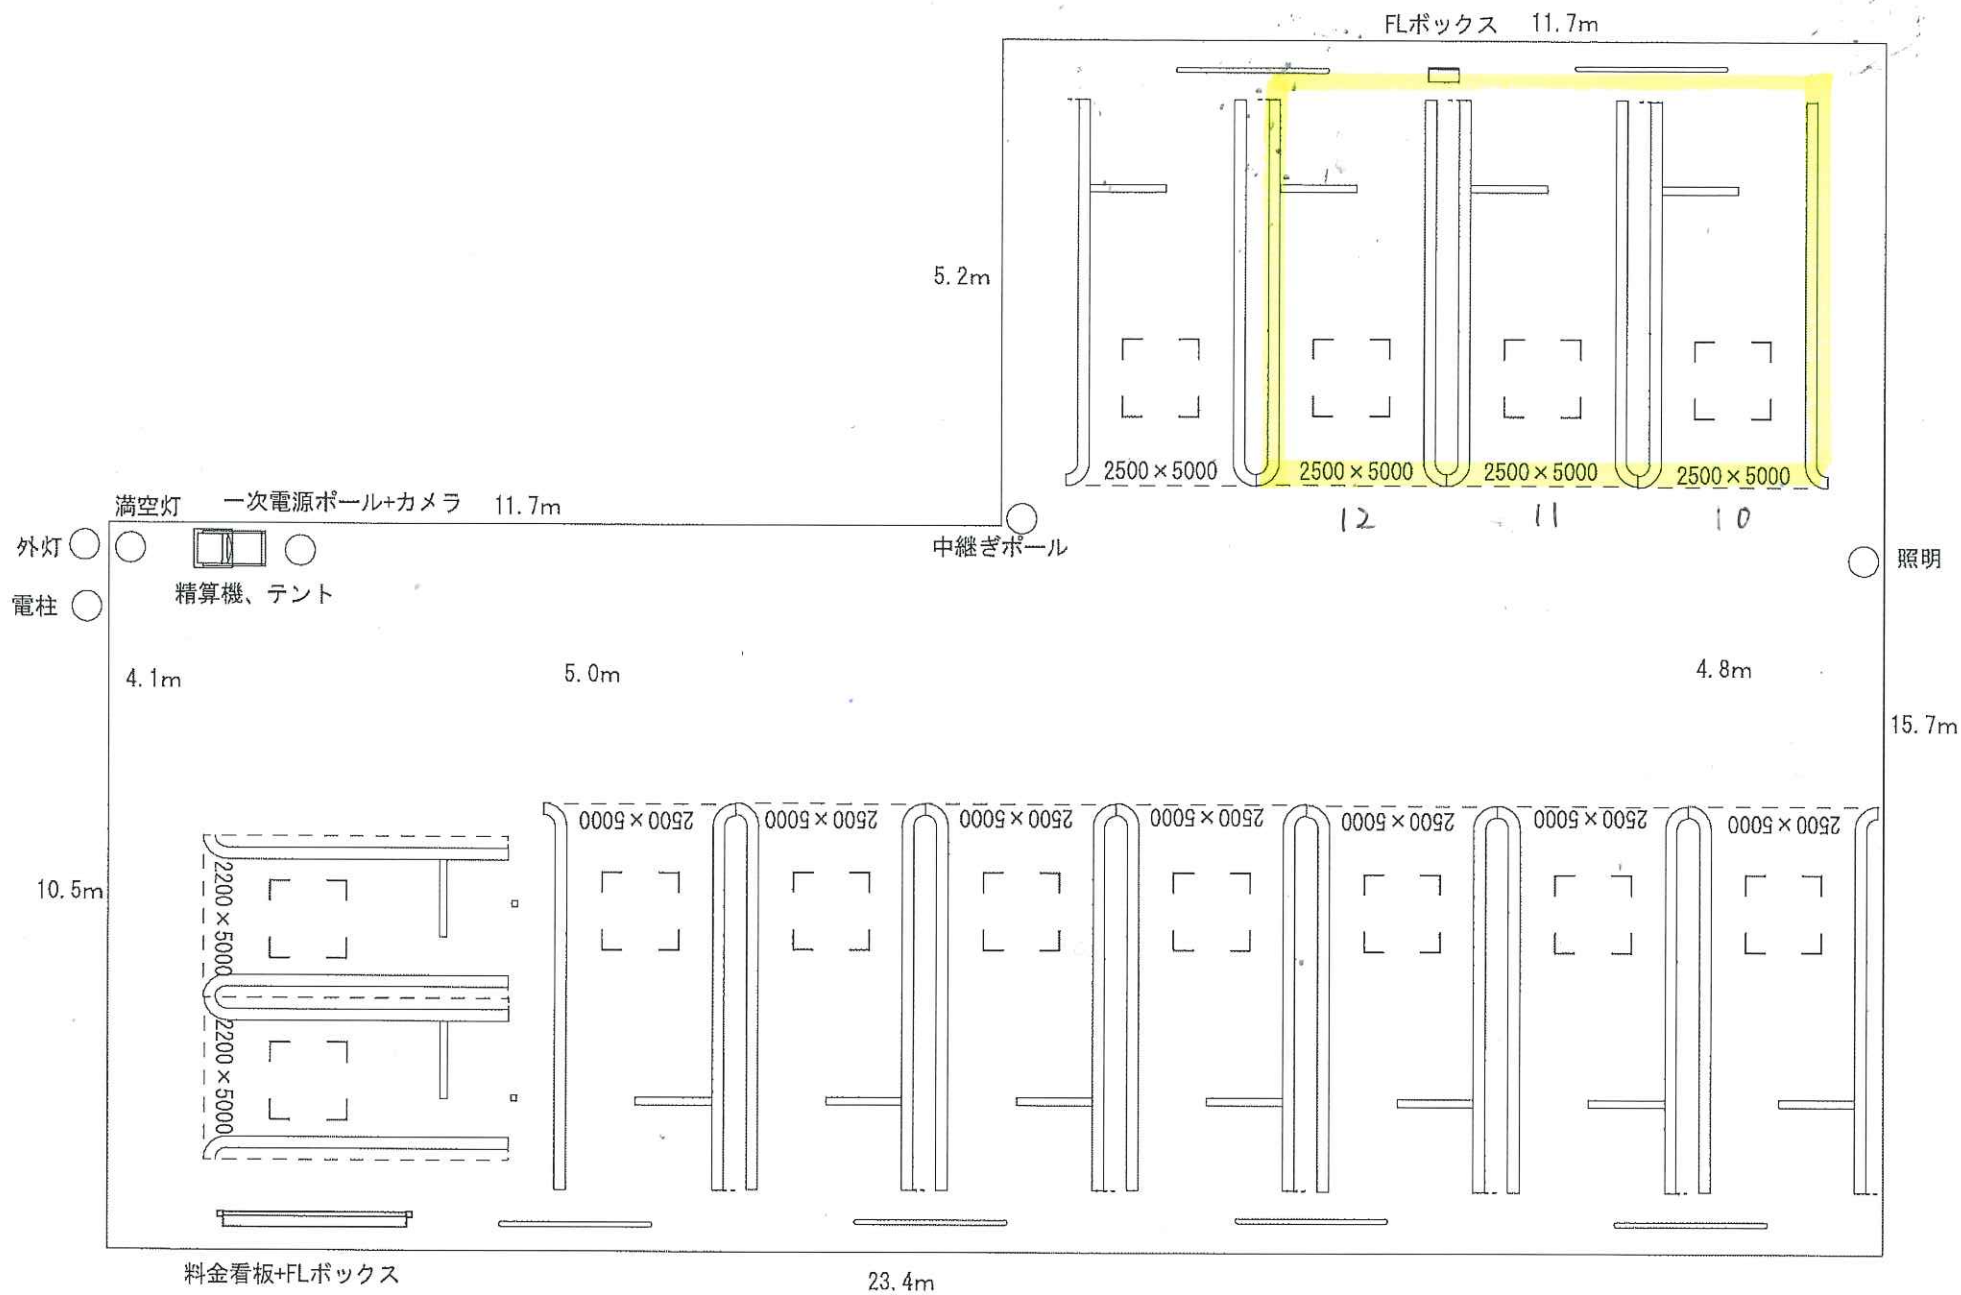 FLボックス 11.7m
5.2m
2500×5000 2500×5000 2500×5000 2500×5000
12 11 10
満空灯 一次電源ポール+カメラ 11.7m
外灯
中継ぎポール
照明
精算機、テント
電柱
4.1m 5.0m 4.8m
15.7m
2500×5000 2500×5000 2500×5000 2500×5000 2500×5000 2500×5000 2500×5000
2200×5000
10.5m
2200×5000
料金看板+FLボックス
23.4m